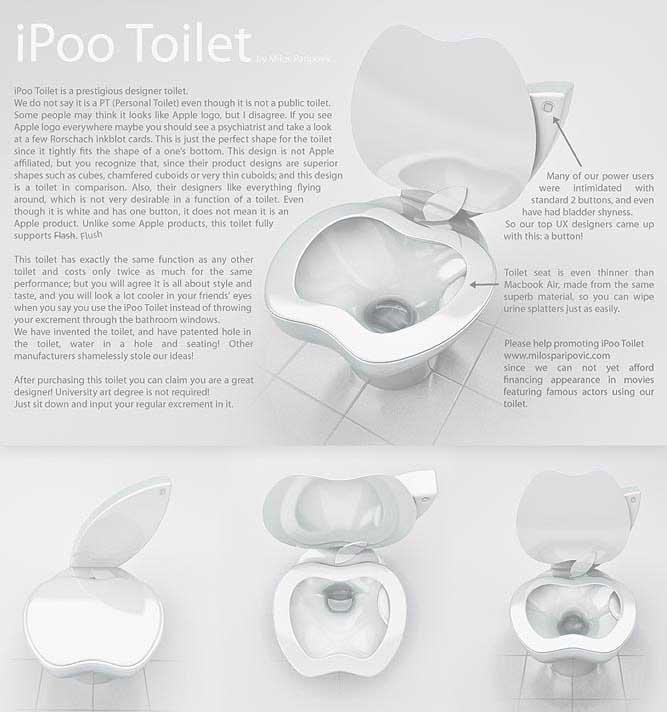 iPoo Toilet by Milos Paripovic
iPoo Toilet is a prestigious designer toilet.
We do not say it is a PT (Personal Toilet) even though it is not a public toilet.
Some people may think it looks like Apple logo, but I disagree. If you see
Apple logo everywhere maybe you should see a psychiatrist and take a look
at a few Rorschach inkblot cards. This is just the perfect shape for the toilet
since it tightly fits the shape of a one's bottom. This design is not Apple
affiliated, but you recognize that, since their product designs are superior
shapes such as cubes, chamfered cuboids or very thin cuboids; and this design
is a toilet in comparison. Also, their designers like everything flying
around, which is not very desirable in a function of a toilet. Even
though it is white and has one button, it does not mean it is an
Apple product. Unlike some Apple products, this toilet fully
supports Flash. Flush
This toilet has exactly the same function as any other
toilet and costs only twice as much for the same
performance; but you will agree it is all about style and
taste, and you will look a lot cooler in your friends' eyes
when you say you use the iPoo Toilet instead of throwing
your excrement through the bathroom windows.
We have invented the toilet, and have patented hole in
the toilet, water in a hole and seating! Other
manufacturers shamelessly stole our ideas!
After purchasing this toilet you can claim you are a great
designer! University art degree is not required!
Just sit down and input your regular excrement in it.
Many of our power users
were intimidated with
standard 2 buttons, and even
have had bladder shyness.
So our top UX designers came up
with this: a button!
Toilet seat is even thinner than
Macbook Air, made from the same
superb material, so you can wipe
urine splatters just as easily.
Please help promoting iPoo Toilet
www.milosparipovic.com
since we can not yet afford
financing appearance in movies
featuring famous actors using our
toilet.